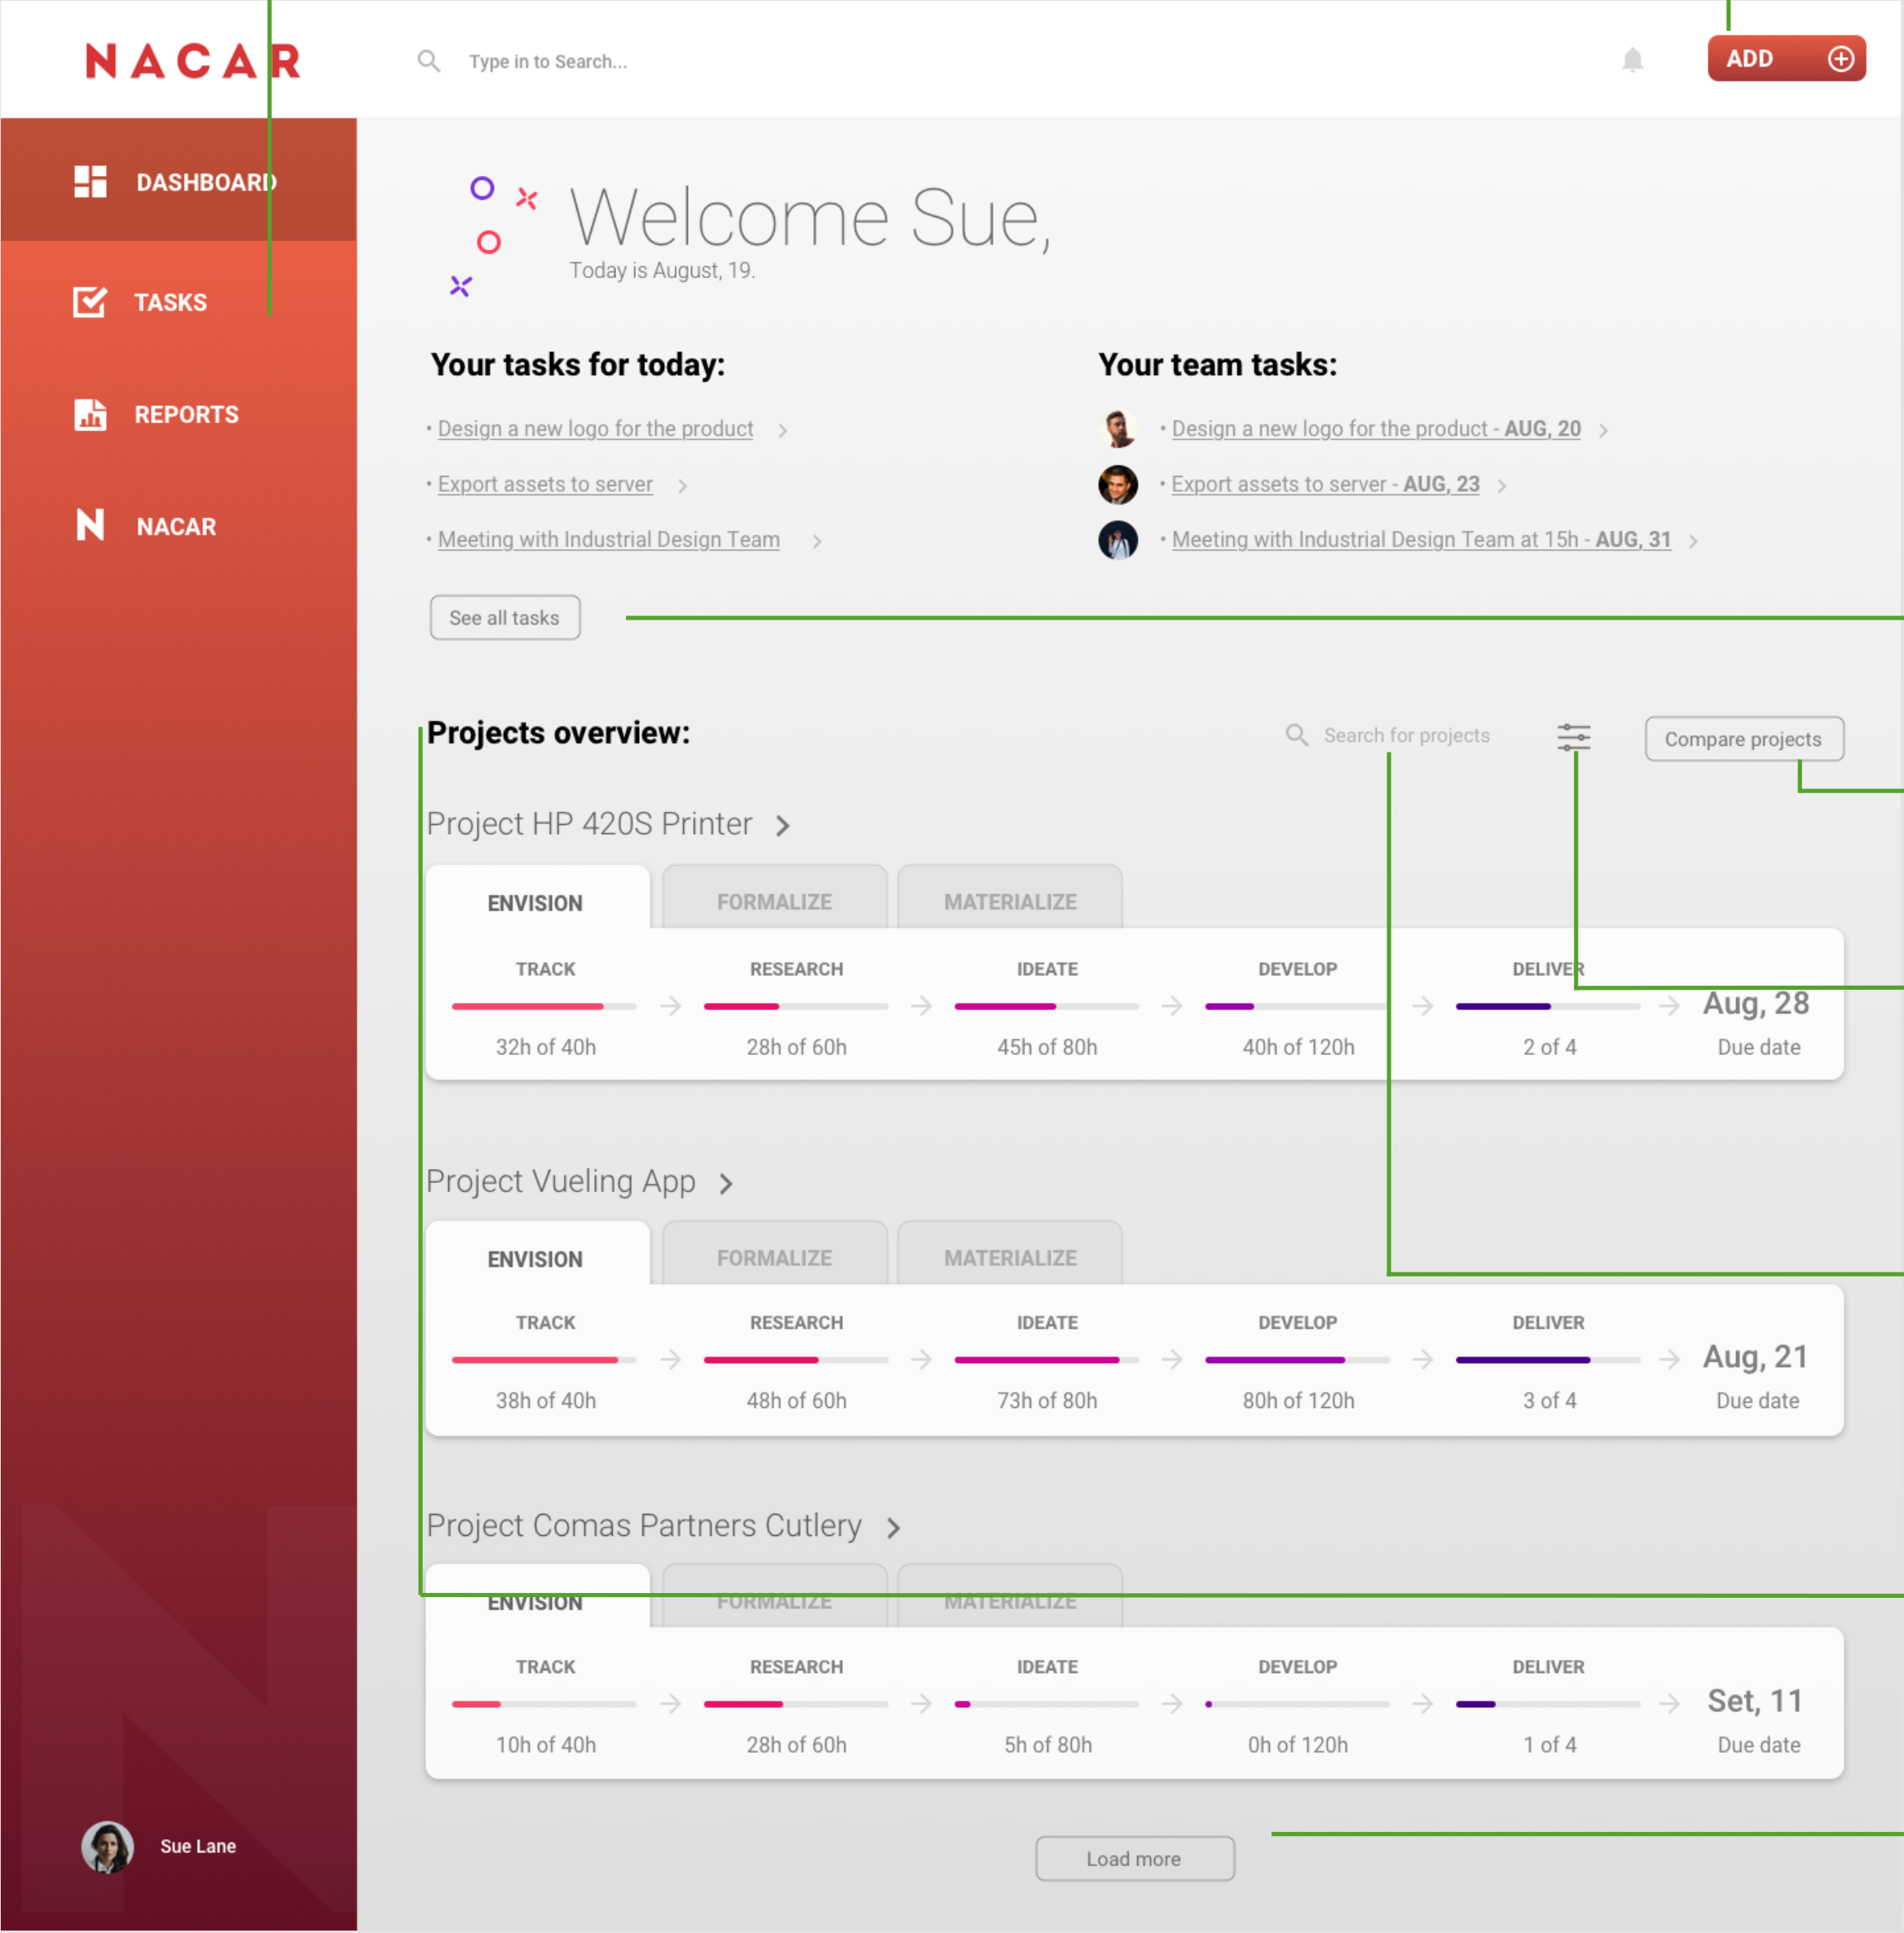 NACAR
Type in to Search...
ADD
DASHBOARD
TASKS
REPORTS
NACAR
Welcome Sue,
Today is August, 19.
Your tasks for today:
• Design a new logo for the product
• Export assets to server
• Meeting with Industrial Design Team
See all tasks
Your team tasks:
• Design a new logo for the product - AUG, 20
• Export assets to server - AUG, 23
• Meeting with Industrial Design Team at 15h - AUG, 31
Projects overview:
Search for projects
Compare projects
Project HP 420S Printer
ENVISION FORMALIZE MATERIALIZE
TRACK RESEARCH IDEATE DEVELOP DELIVER
Aug, 28
32h of 40h 28h of 60h 45h of 80h 40h of 120h 2 of 4 Due date
Project Vueling App
ENVISION FORMALIZE MATERIALIZE
TRACK RESEARCH IDEATE DEVELOP DELIVER
Aug, 21
38h of 40h 48h of 60h 73h of 80h 80h of 120h 3 of 4 Due date
Project Comas Partners Cutlery
ENVISION FORMALIZE MATERIALIZE
TRACK RESEARCH IDEATE DEVELOP DELIVER
Set, 11
10h of 40h 28h of 60h 5h of 80h 0h of 120h 1 of 4 Due date
Load more
Sue Lane